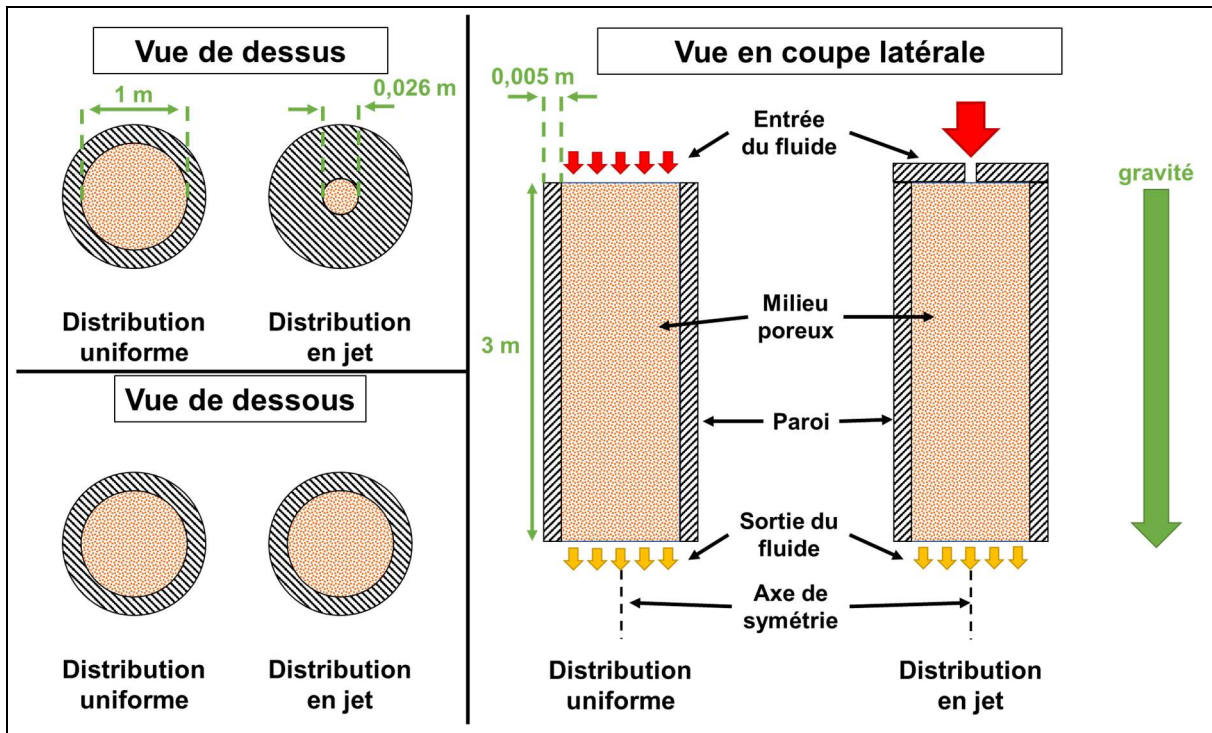 Vue de dessus
1 m
0,026 m
Distribution
uniforme
Distribution
en jet
Vue de dessous
Distribution
uniforme
Distribution
en jet
Vue en coupe latérale
0,005 m
Entrée
du fluide
gravité
3 m
Milieu
poreux
Paroi
Sortie du
fluide
Axe de
symétrie
Distribution
uniforme
Distribution
en jet